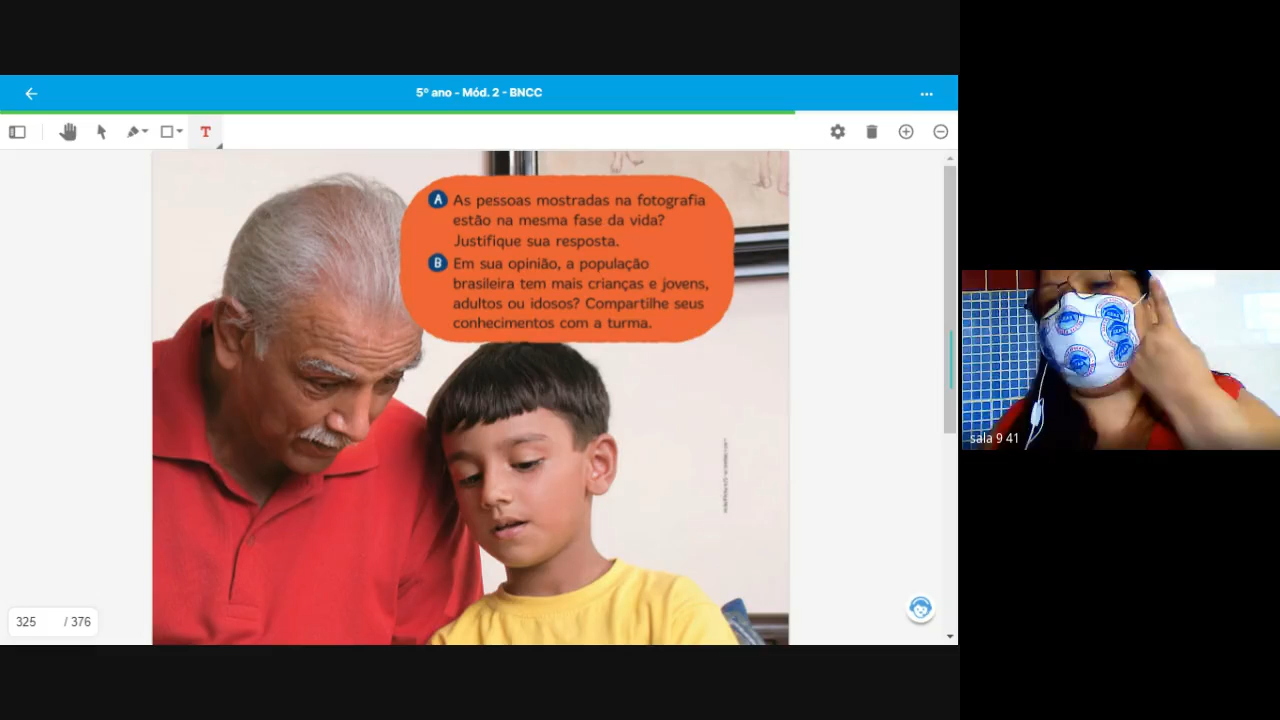 5º ano - Mód. 2 - BNCC
T
A As pessoas mostradas na fotografia
estão na mesma fase da vida?
Justifique sua resposta.
B Em sua opinião, a população
brasileira tem mais crianças e jovens,
adultos ou idosos? Compartilhe seus
conhecimentos com a turma.
325 / 376
sala 9 41